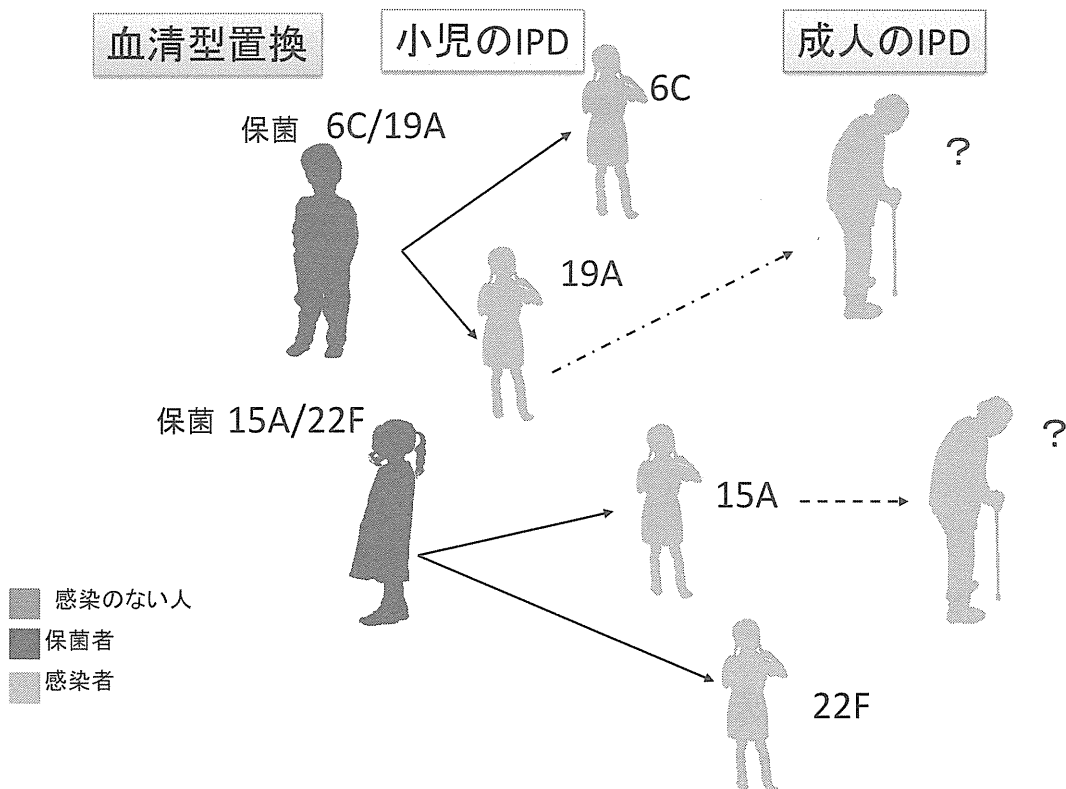 血清型置換
小児のIPD
成人のIPD
保菌 6C/19A
6C
?
19A
保菌 15A/22F
15A
?
22F
感染のない人
保菌者
感染者